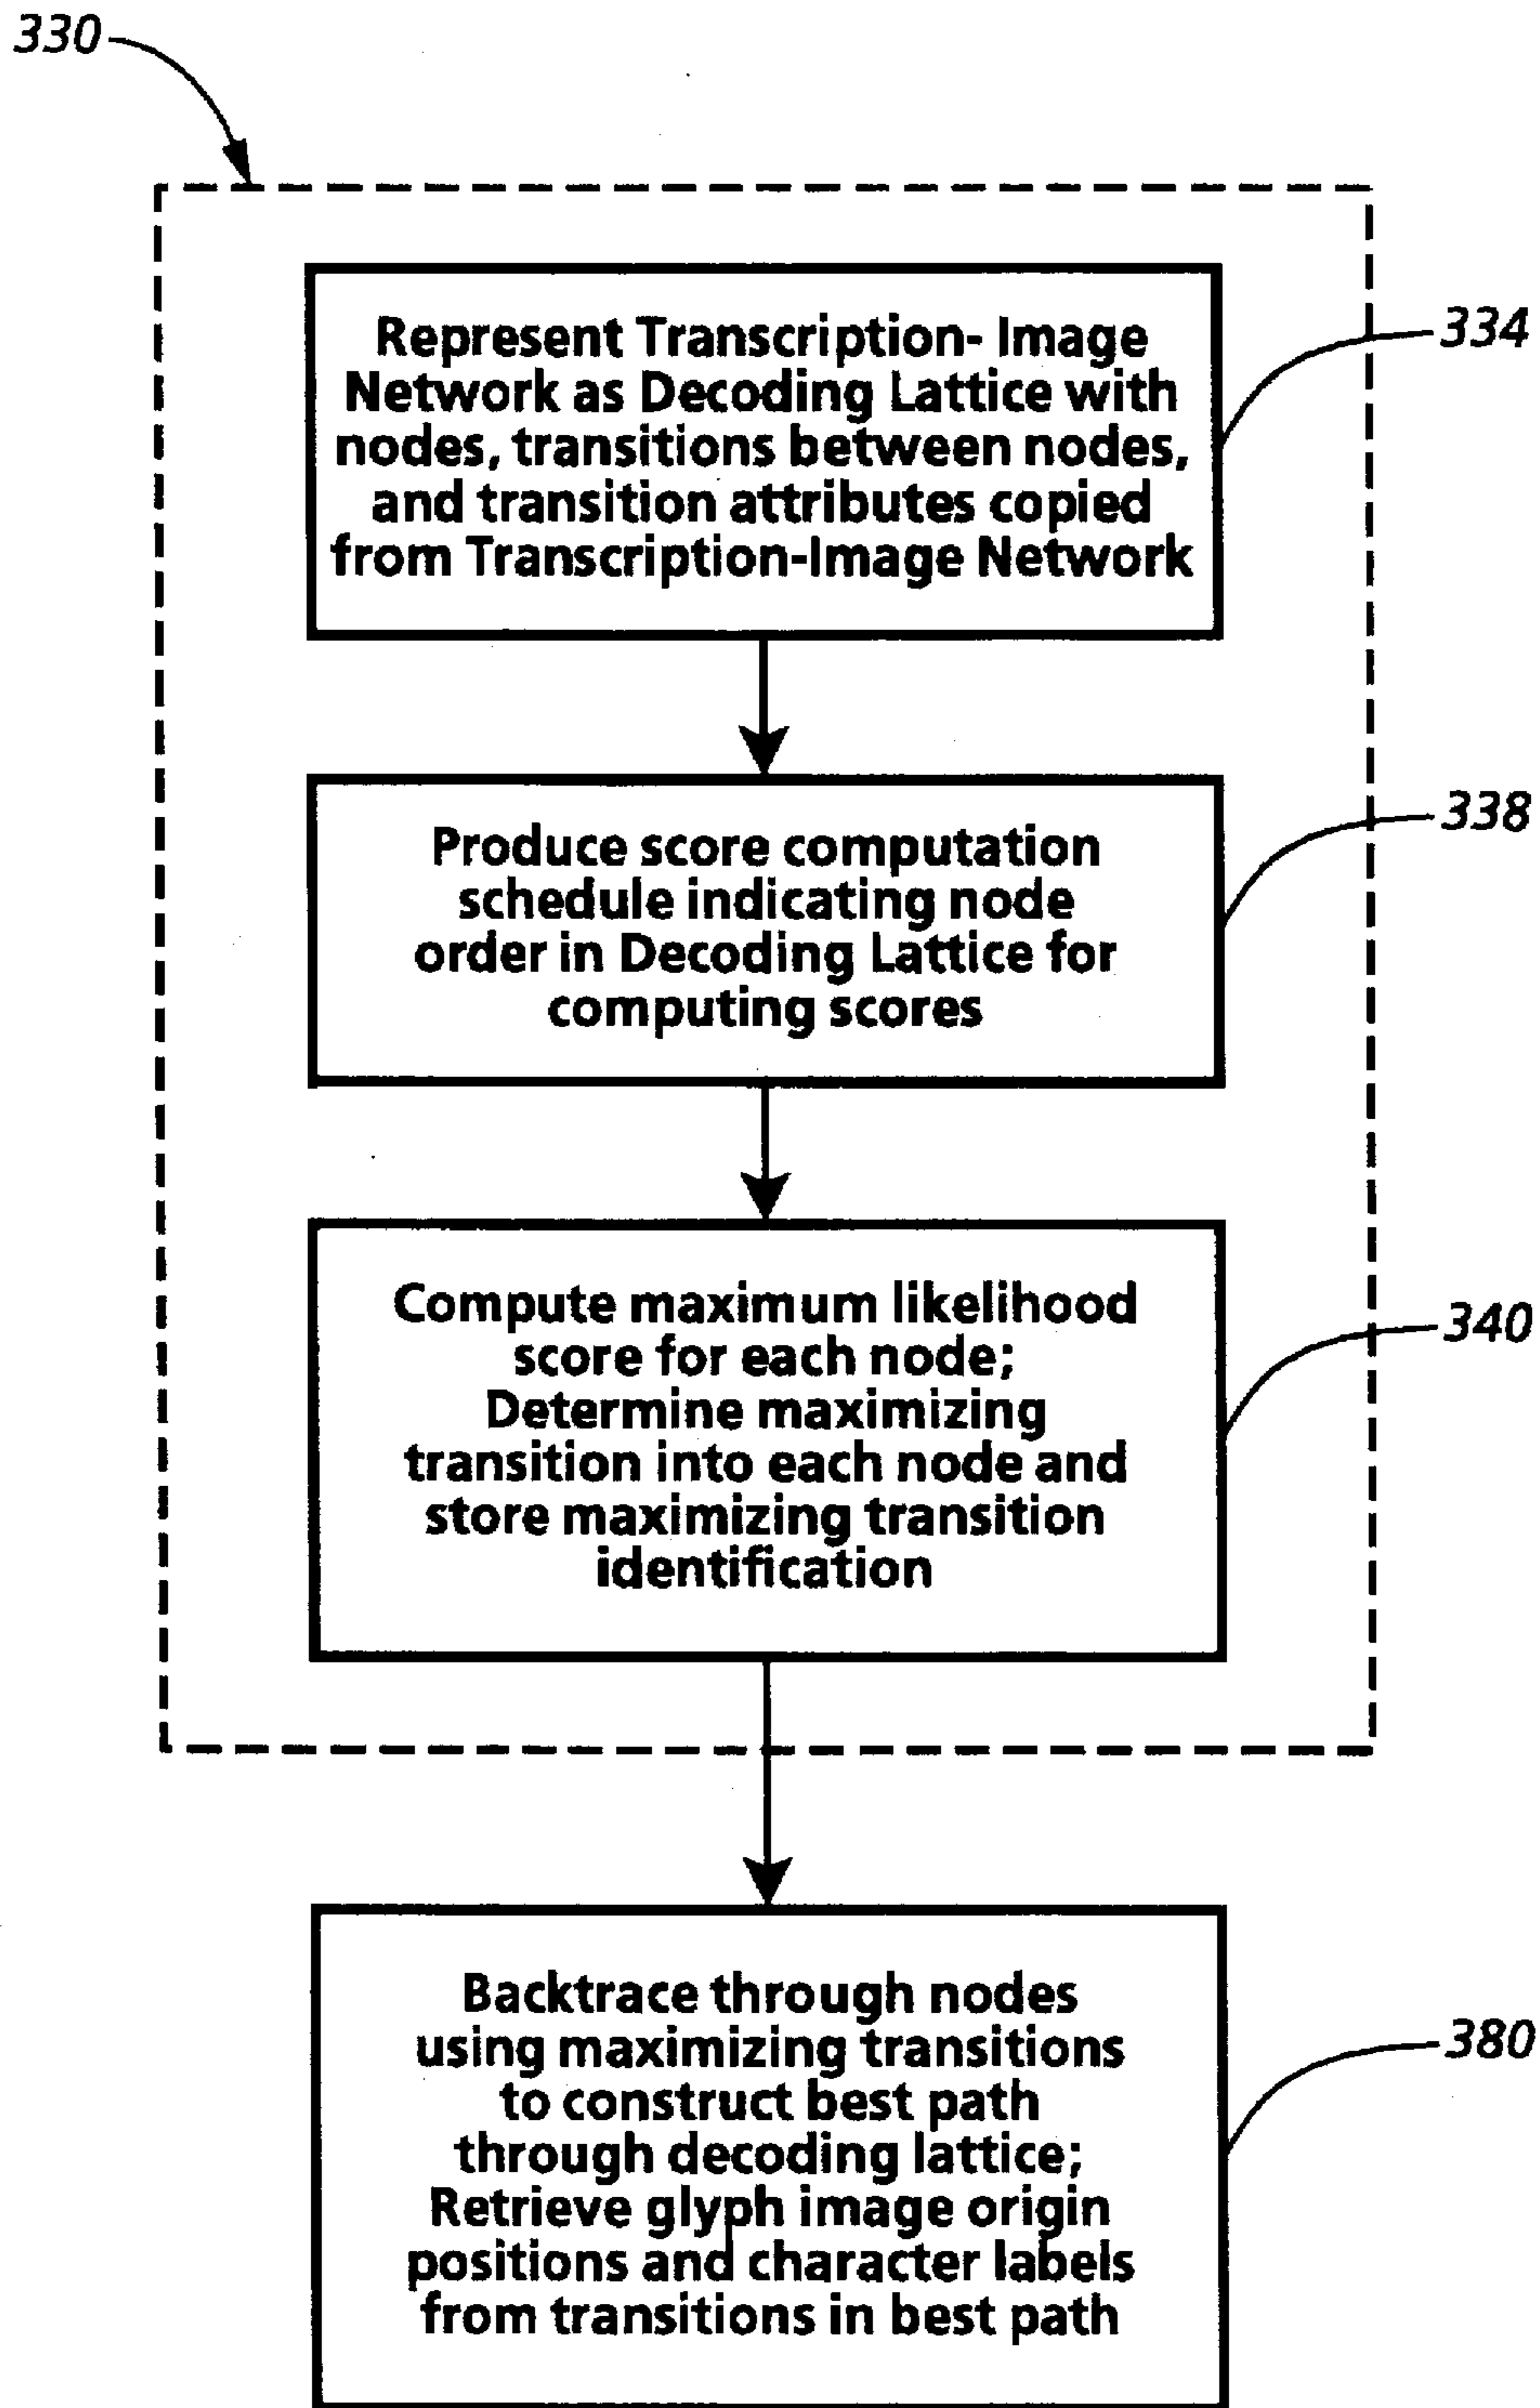 330
Represent Transcription- Image
Network as Decoding Lattice with
nodes, transitions between nodes,
and transition attributes copied
from Transcription-Image Network
334
Produce score computation
schedule indicating node
order in Decoding Lattice for
computing scores
338
Compute maximum likelihood
score for each node;
Determine maximizing
transition into each node and
store maximizing transition
identification
340
Backtrace through nodes
using maximizing transitions
to construct best path
through decoding lattice;
Retrieve glyph image origin
positions and character labels
from transitions in best path
380